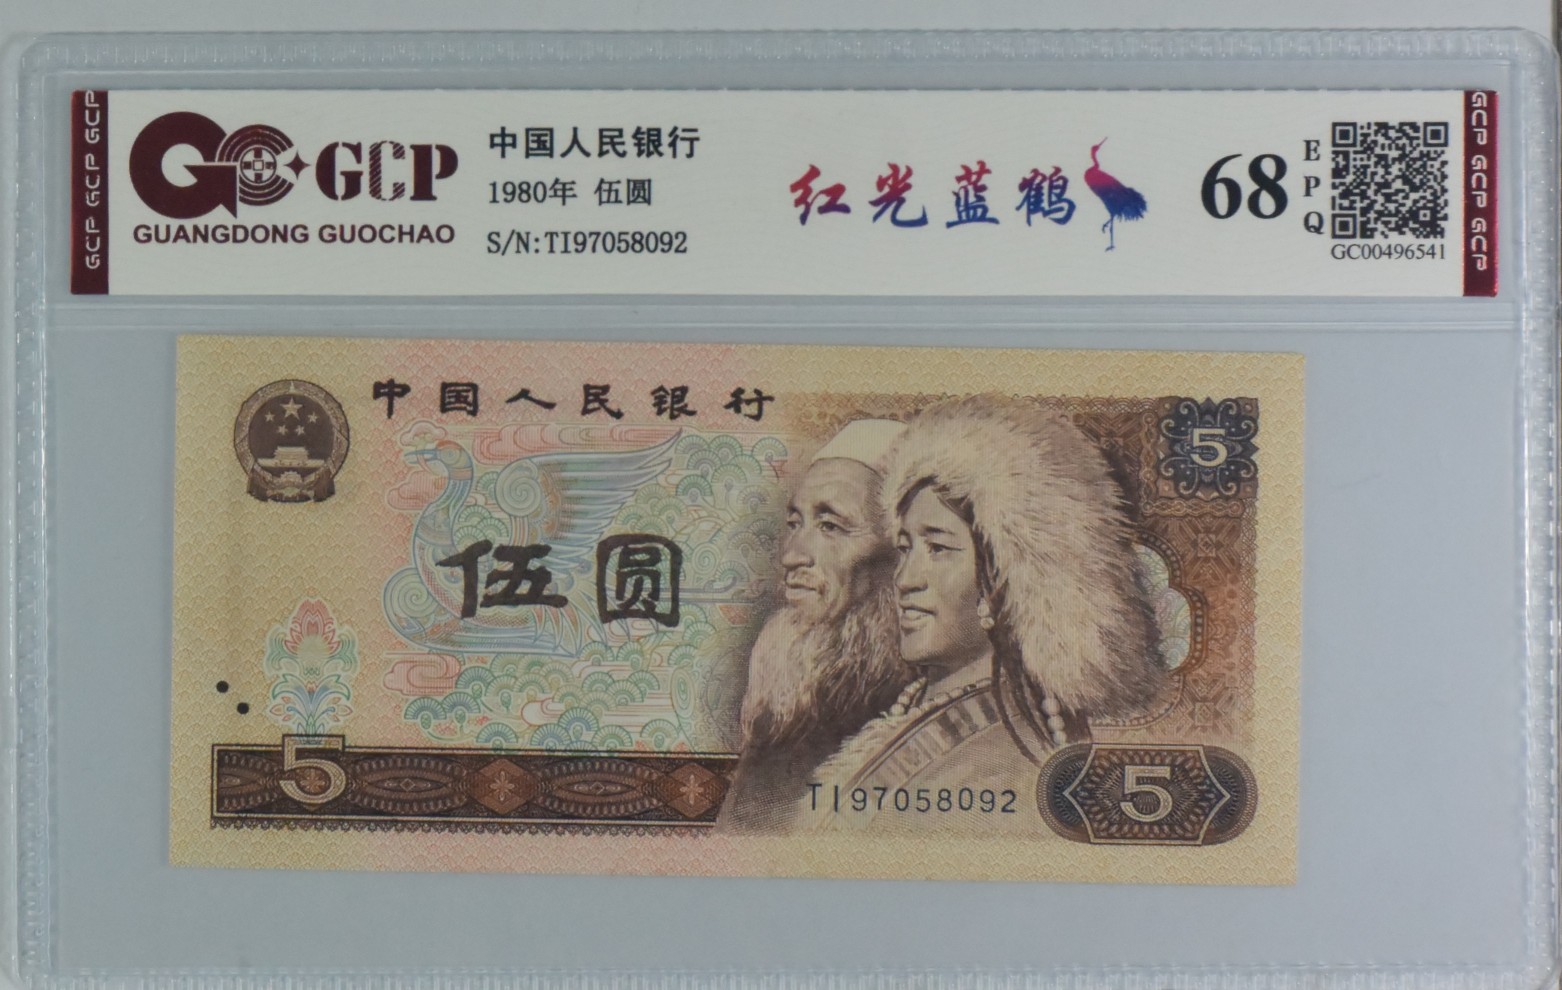 GCP GCP GCP
GCP
GUANGDONG GUOCHAO
中国人民银行
1980年 伍圆
S/N:TI97058092
红光蓝鹤
68
EPQ
GC00496541
GCP GCP GCP
中国人民银行
5
伍圆
5
TI97058092
5